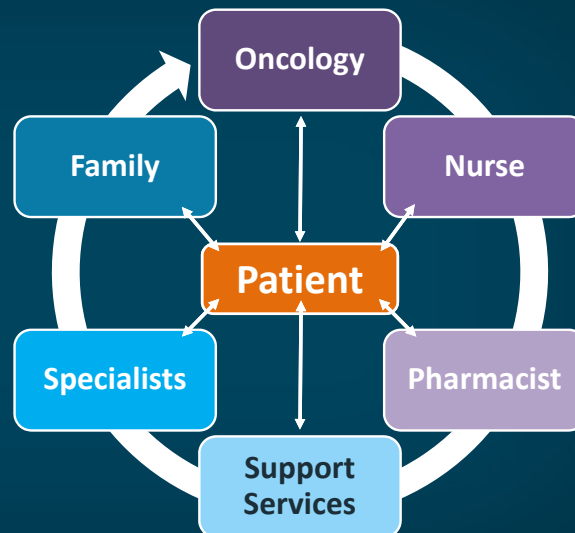 Oncology
Family
Nurse
Patient
Specialists
Pharmacist
Support
Services